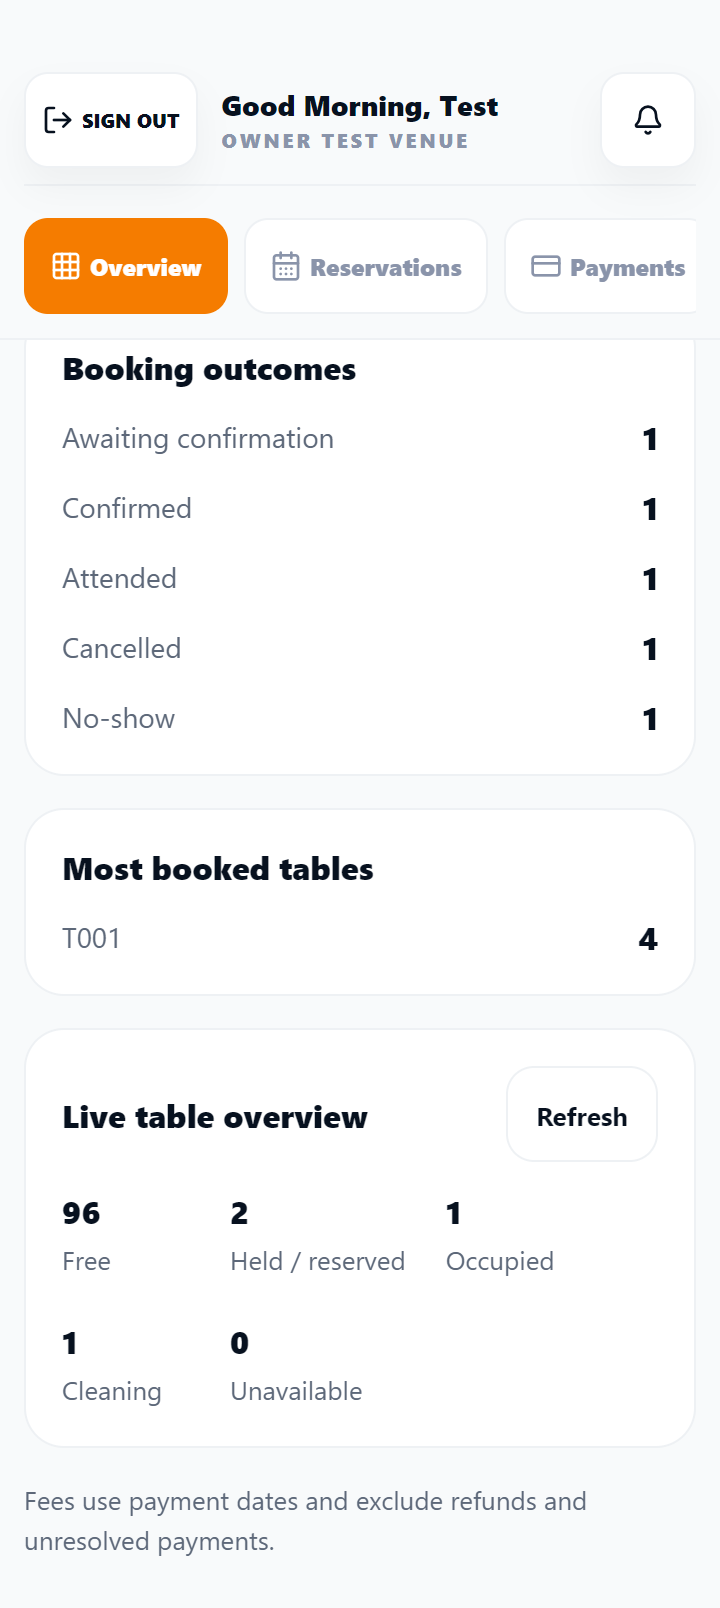 SIGN OUT
Good Morning, Test
OWNER TEST VENUE
Overview
Reservations
Payments
Booking outcomes
Awaiting confirmation 1
Confirmed 1
Attended 1
Cancelled 1
No-show 1
Most booked tables
T001 4
Live table overview
Refresh
96 2 1
Free Held / reserved Occupied
1 0
Cleaning Unavailable
Fees use payment dates and exclude refunds and
unresolved payments.